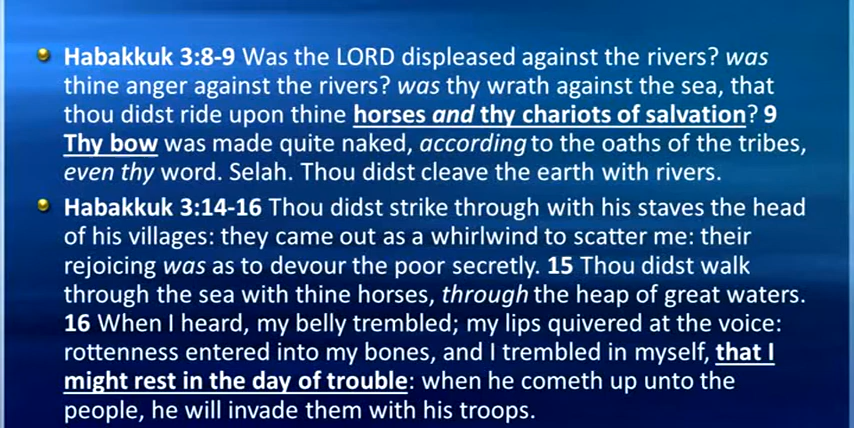 Habakkuk 3:8-9 Was the LORD displeased against the rivers? was
thine anger against the rivers? was thy wrath against the sea, that
thou didst ride upon thine horses and thy chariots of salvation? 9
Thy bow was made quite naked, according to the oaths of the tribes,
even thy word. Selah. Thou didst cleave the earth with rivers.
Habakkuk 3:14-16 Thou didst strike through with his staves the head
of his villages: they came out as a whirlwind to scatter me: their
rejoicing was as to devour the poor secretly. 15 Thou didst walk
through the sea with thine horses, through the heap of great waters.
16 When I heard, my belly trembled; my lips quivered at the voice:
rottenness entered into my bones, and I trembled in myself, that I
might rest in the day of trouble: when he cometh up unto the
people, he will invade them with his troops.